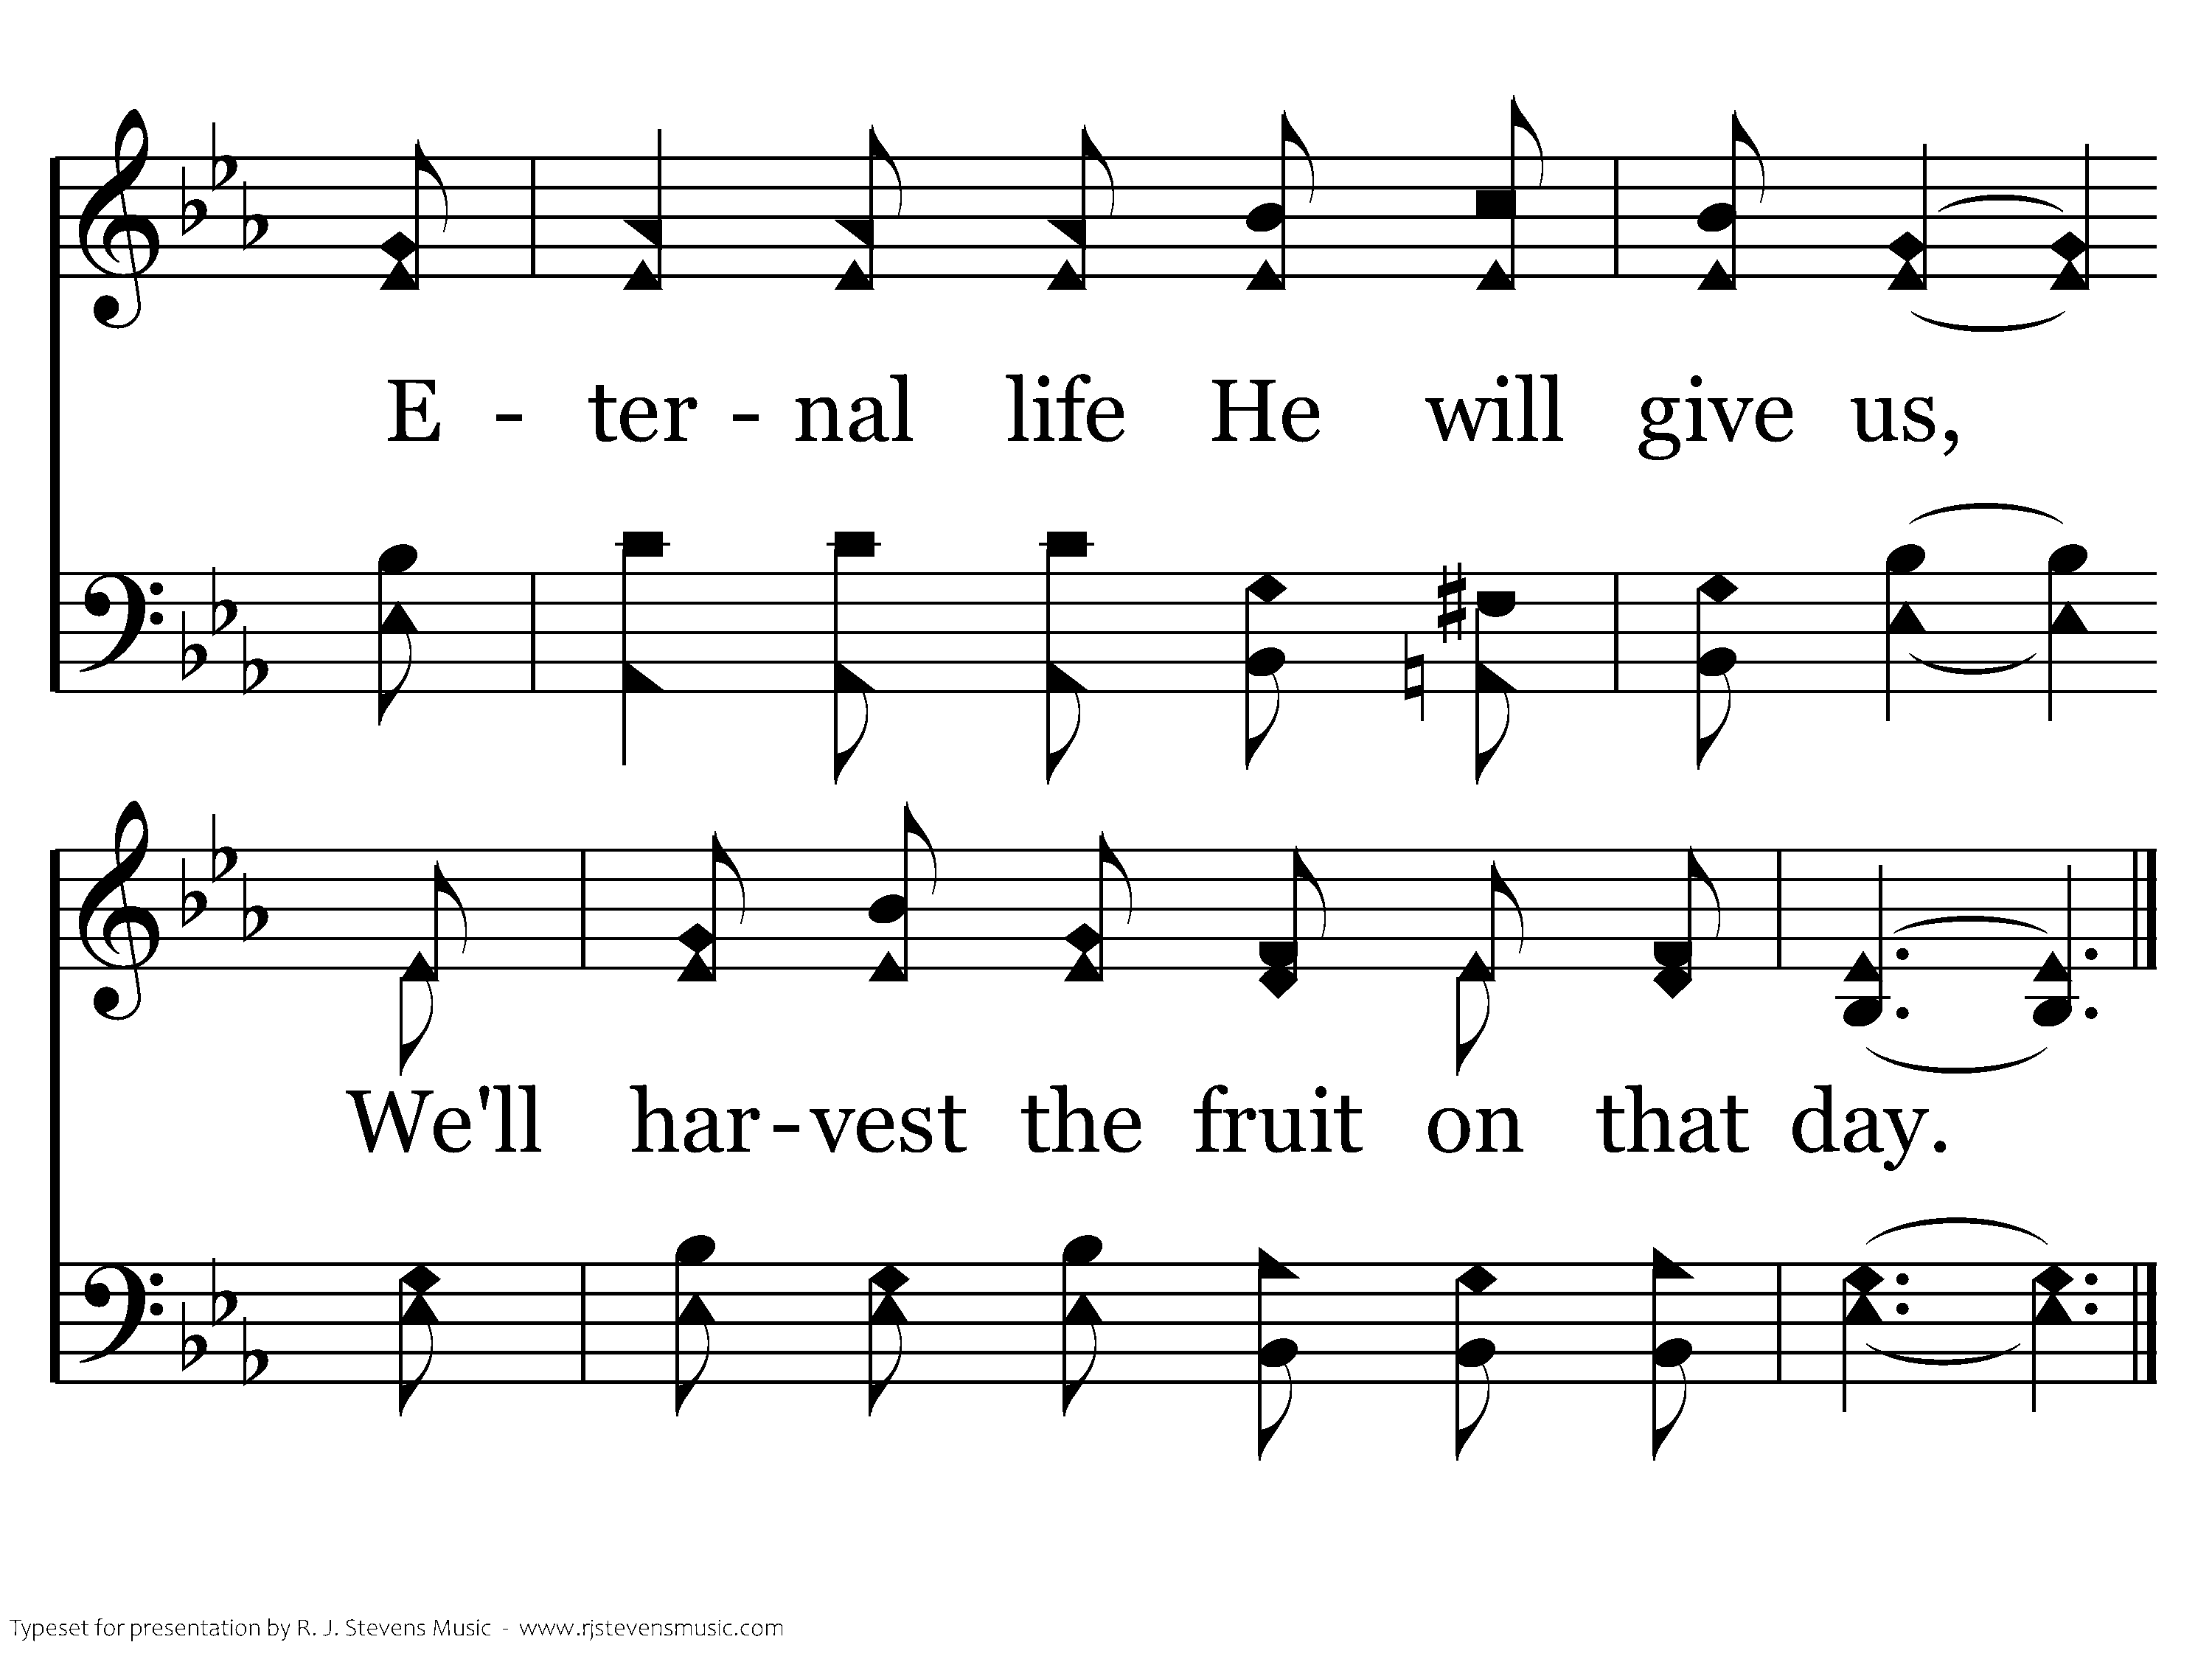 E - ter - nal life He will give us,
We'll har - vest the fruit on that day.
Typeset for presentation by R. J. Stevens Music - www.rjstevensmusic.com